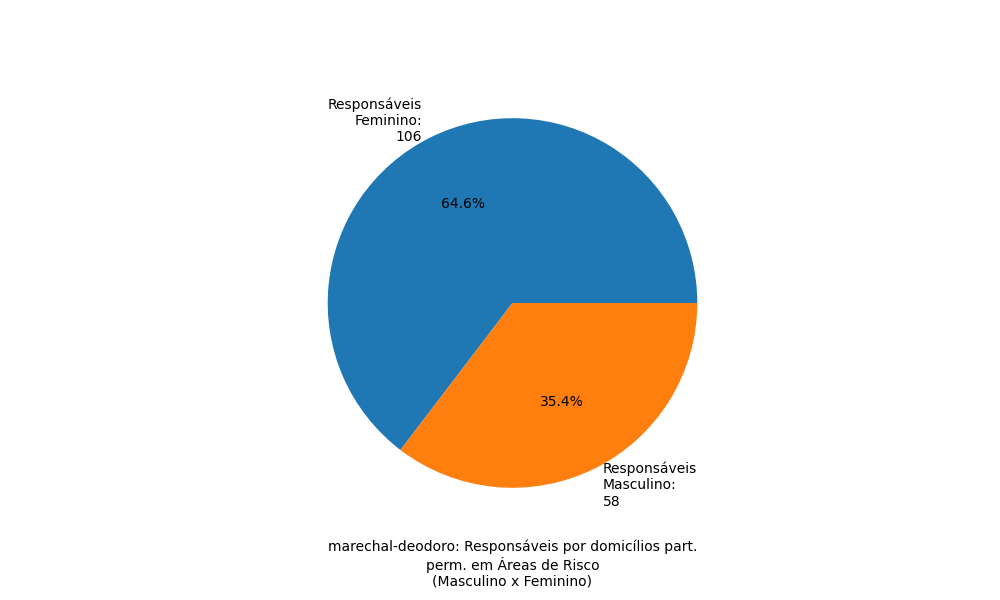 Responsáveis
Feminino:
106
64.6%
35.4%
Responsáveis
Masculino:
58
marechal-deodoro: Responsáveis por domicílios part.
perm. em Áreas de Risco
(Masculino x Feminino)